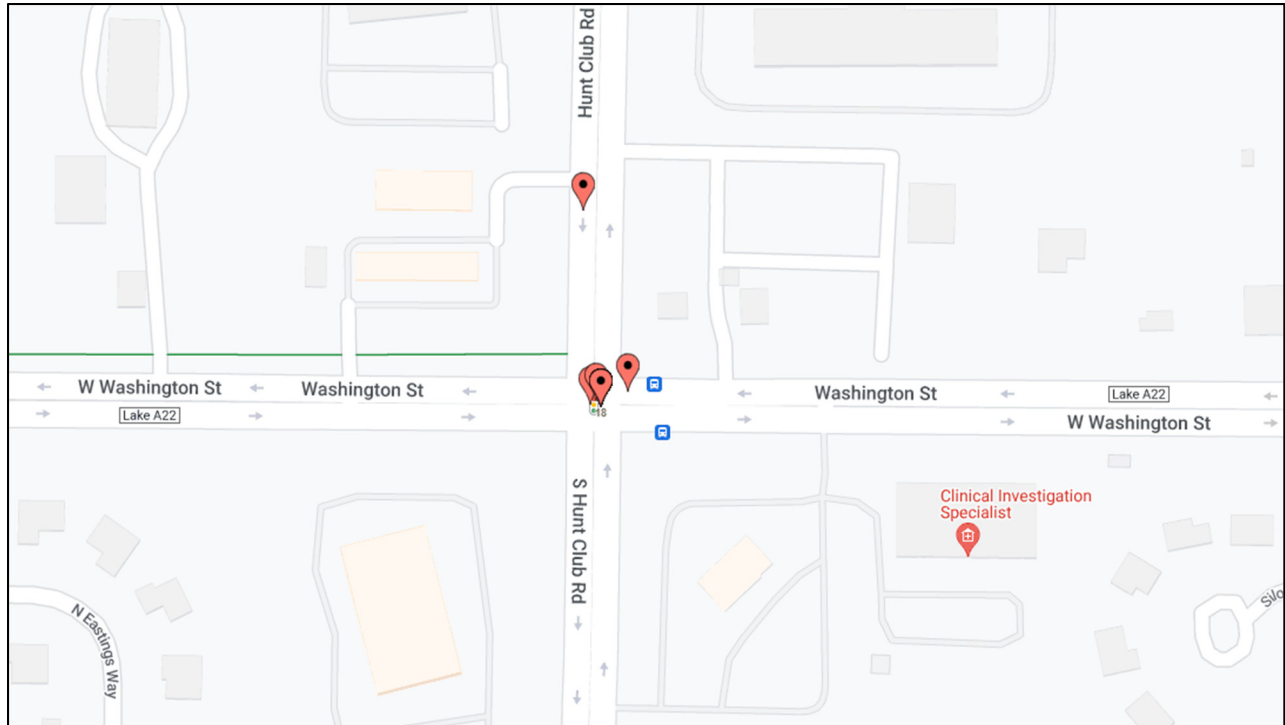 Hunt Club Rd
W Washington St
Washington St
Washington St
Lake A22
Lake A22
W Washington St
18
S Hunt Club Rd
Clinical Investigation
Specialist
N Eastings Way